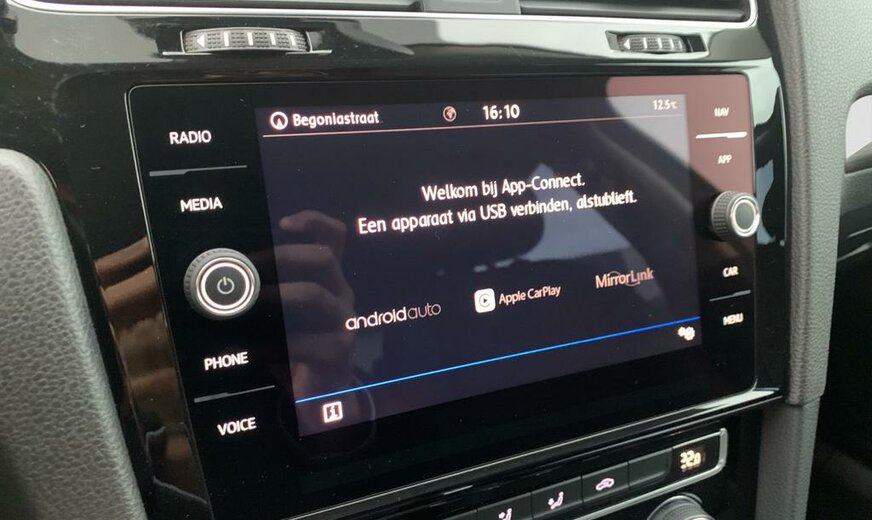 RADIO
MEDIA
PHONE
VOICE
Begoniastraat
16:10
12.5°C
Welkom bij App-Connect.
Een apparaat via USB verbinden, alstublieft.
androidauto
Apple CarPlay
MirrorLink
NAV
APP
CAR
MENU